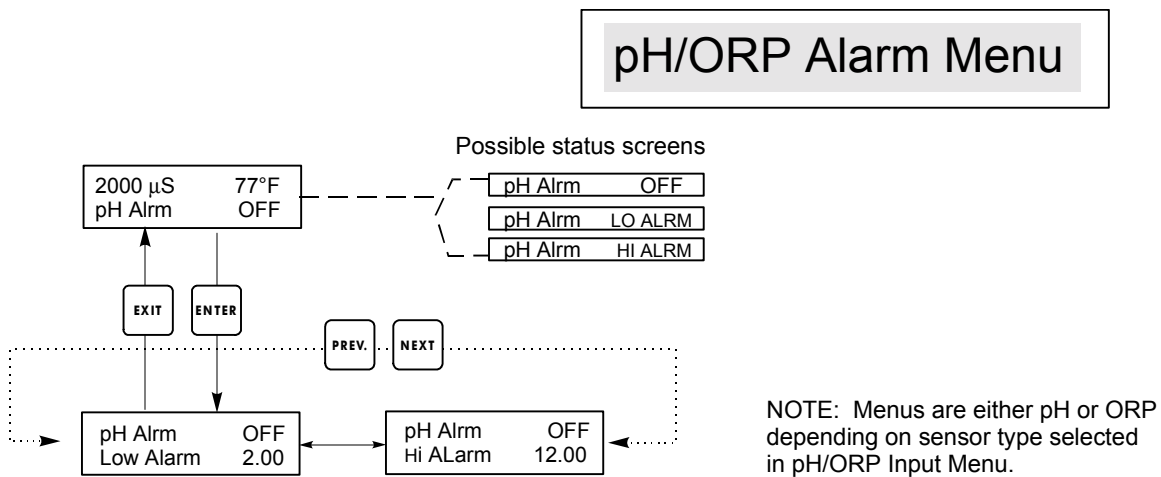 pH/ORP Alarm Menu
Possible status screens
2000 μS 77°F
pH Alrm OFF
pH Alrm OFF
pH Alrm LO ALRM
pH Alrm HI ALRM
EXIT
ENTER
PREV.
NEXT
pH Alrm OFF
Low Alarm 2.00
pH Alrm OFF
Hi ALarm 12.00
NOTE: Menus are either pH or ORP
depending on sensor type selected
in pH/ORP Input Menu.